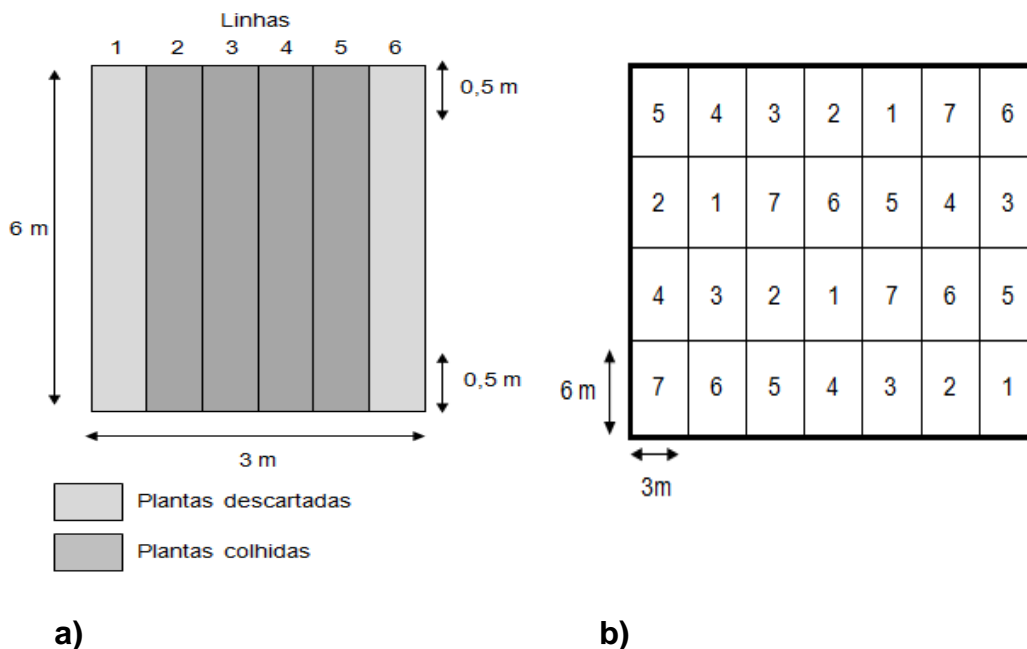 Linhas
1 2 3 4 5 6
0,5 m
6 m
0,5 m
3 m
Plantas descartadas
Plantas colhidas
a)
5 4 3 2 1 7 6
2 1 7 6 5 4 3
4 3 2 1 7 6 5
7 6 5 4 3 2 1
6 m
3m
b)